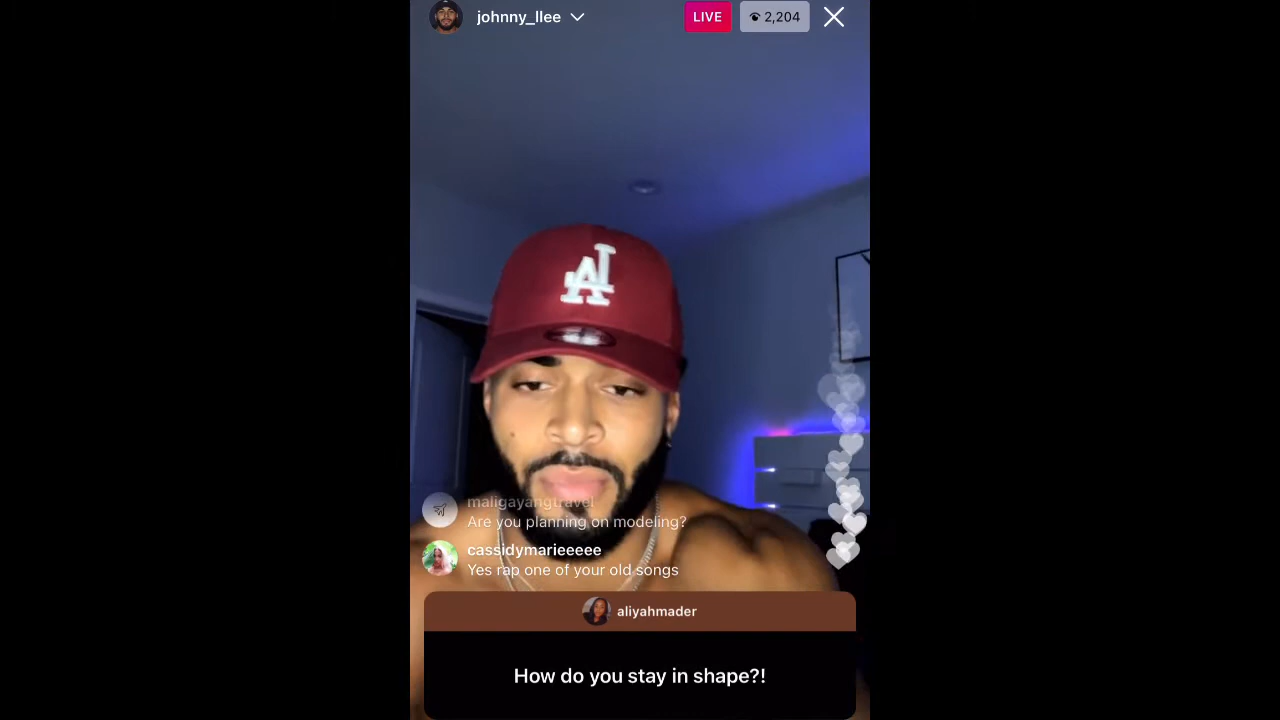 johnny_llee
LIVE
2,204
LA
maligayangtravel
Are you planning on modeling?
cassidymarieeeee
Yes rap one of your old songs
aliyahmader
How do you stay in shape?!